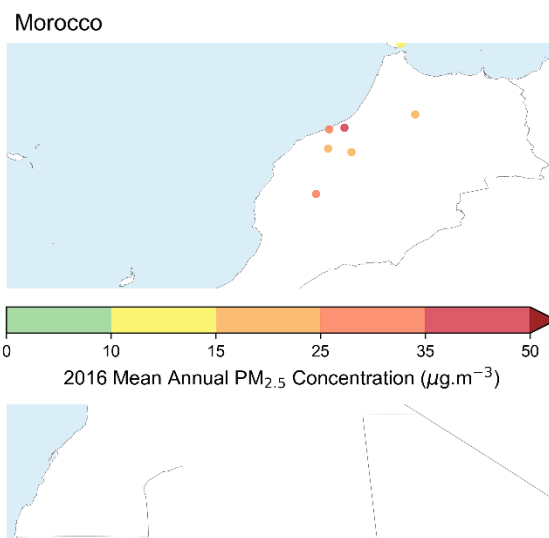 Morocco
0 10 15 25 35 50
2016 Mean Annual PM₂.₅ Concentration (μg.m⁻³)